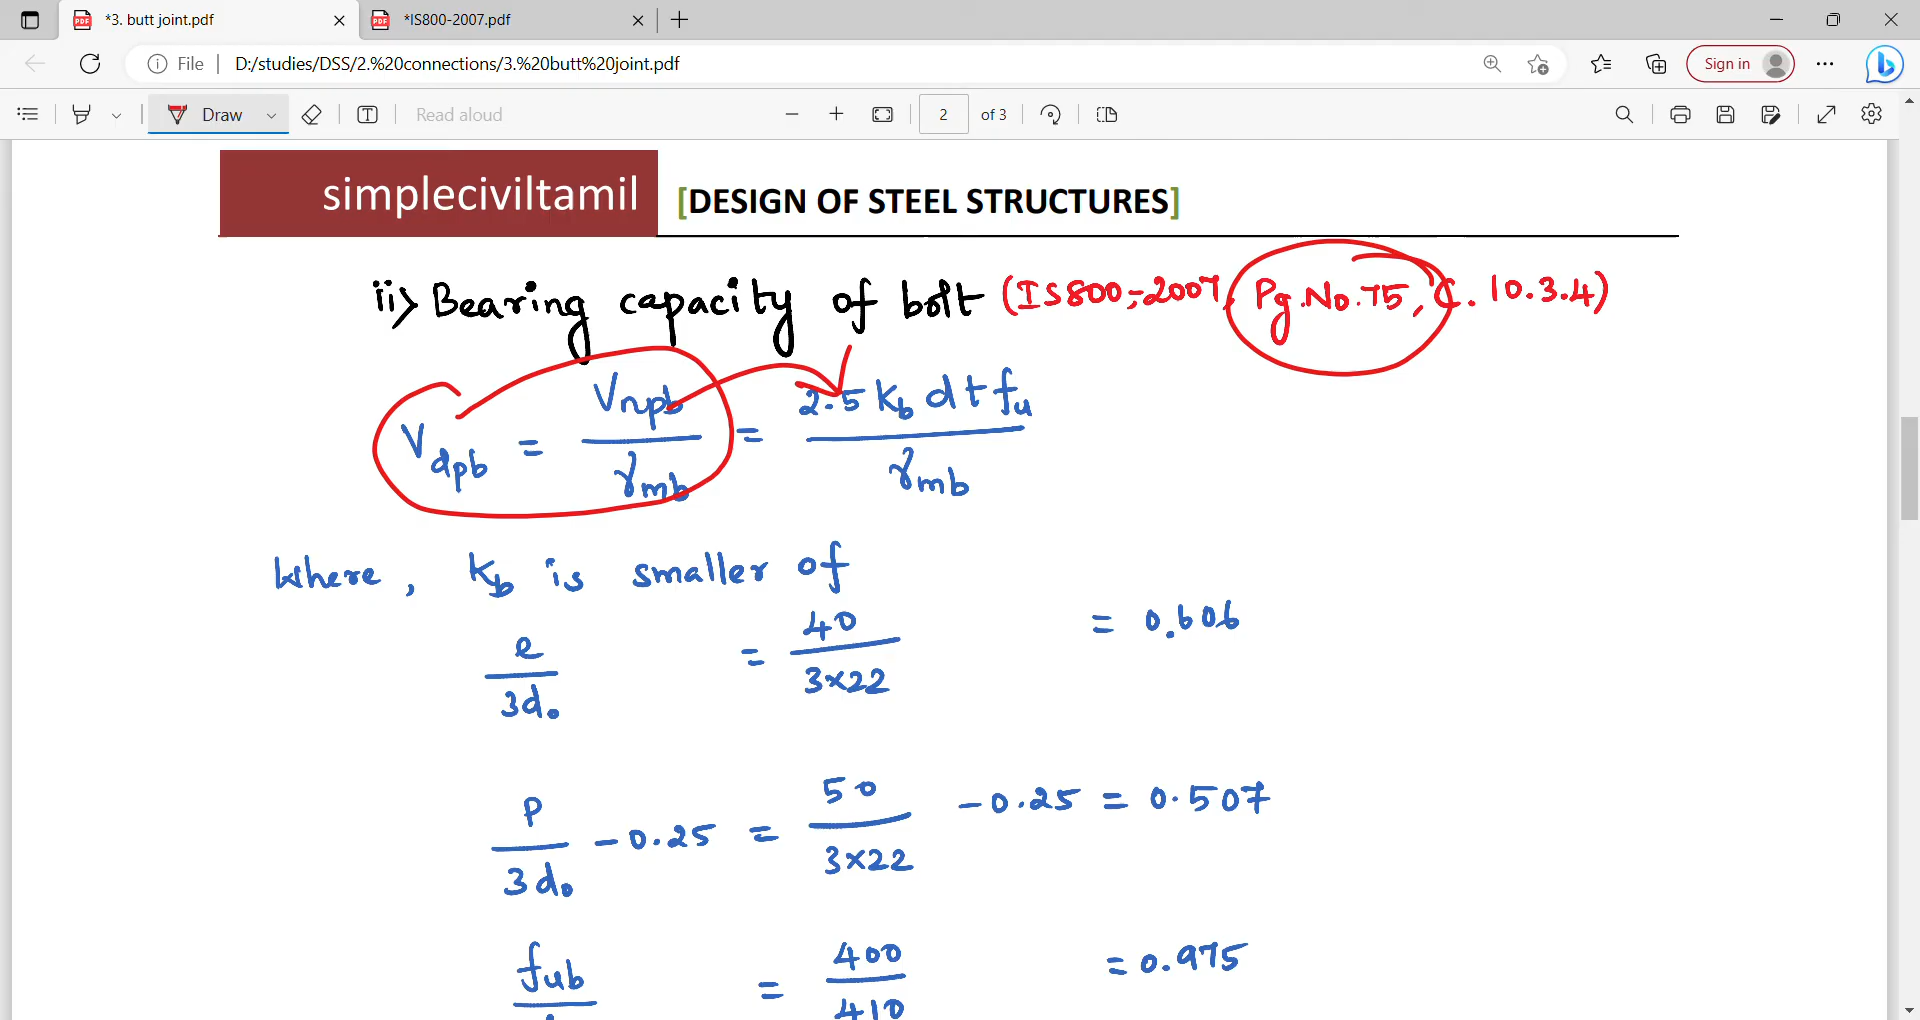 *3. butt joint.pdf
*IS800-2007.pdf
File | D:/studies/DSS/2.%20connections/3.%20butt%20joint.pdf
Sign in
Draw
Read aloud
2 of 3
simpleciviltamil [DESIGN OF STEEL STRUCTURES]
ii> Bearing capacity of bolt (IS800:-2007, Pg.No.75, C. 10.3.4)
Vdpb = Vnpb / γmb = 2.5 kb d t fu / γmb
Where, kb is smaller of
e / 3d₀ = 40 / 3×22 = 0.606
P / 3d₀ - 0.25 = 50 / 3×22 - 0.25 = 0.507
fub = 400 / 410 = 0.975